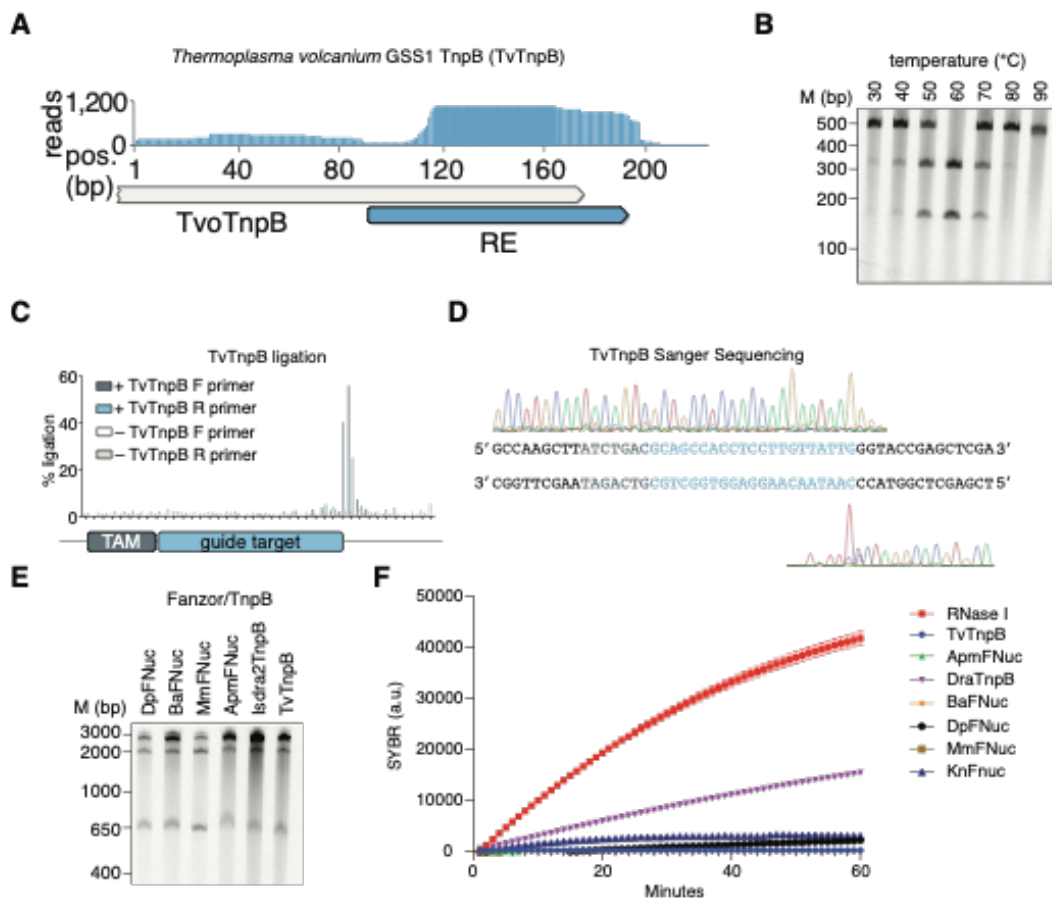 A
Thermoplasma volcanium GSS1 TnpB (TvTnpB)
1,200
0
reads
pos.
(bp)
1 40 80 120 160 200
TvoTnpB
RE
B
temperature (°C)
M (bp) 30 40 50 60 70 80 90
500
400
300
200
100
C
TvTnpB ligation
60
40
20
0
% ligation
+ TvTnpB F primer
+ TvTnpB R primer
– TvTnpB F primer
– TvTnpB R primer
TAM guide target
D
TvTnpB Sanger Sequencing
5′ GCCAAGCTTATCTGACGCAGCCACCTCCTTGTTATTGGGTACCGAGCTCGA 3′
3′ CGGTTCGAATAGACTGCGTCGGTGGAGGAACAATAACCCATGGCTCGAGCT 5′
E
Fanzor/TnpB
M (bp) DpFNuc BaFNuc MmFNuc ApmFNuc Isdra2TnpB TvTnpB
3000
2000
1000
650
400
F
50000
40000
30000
20000
10000
0
SYBR (a.u.)
0 20 40 60
Minutes
RNase I
TvTnpB
ApmFNuc
DraTnpB
BaFNuc
DpFNuc
MmFNuc
KnFnuc